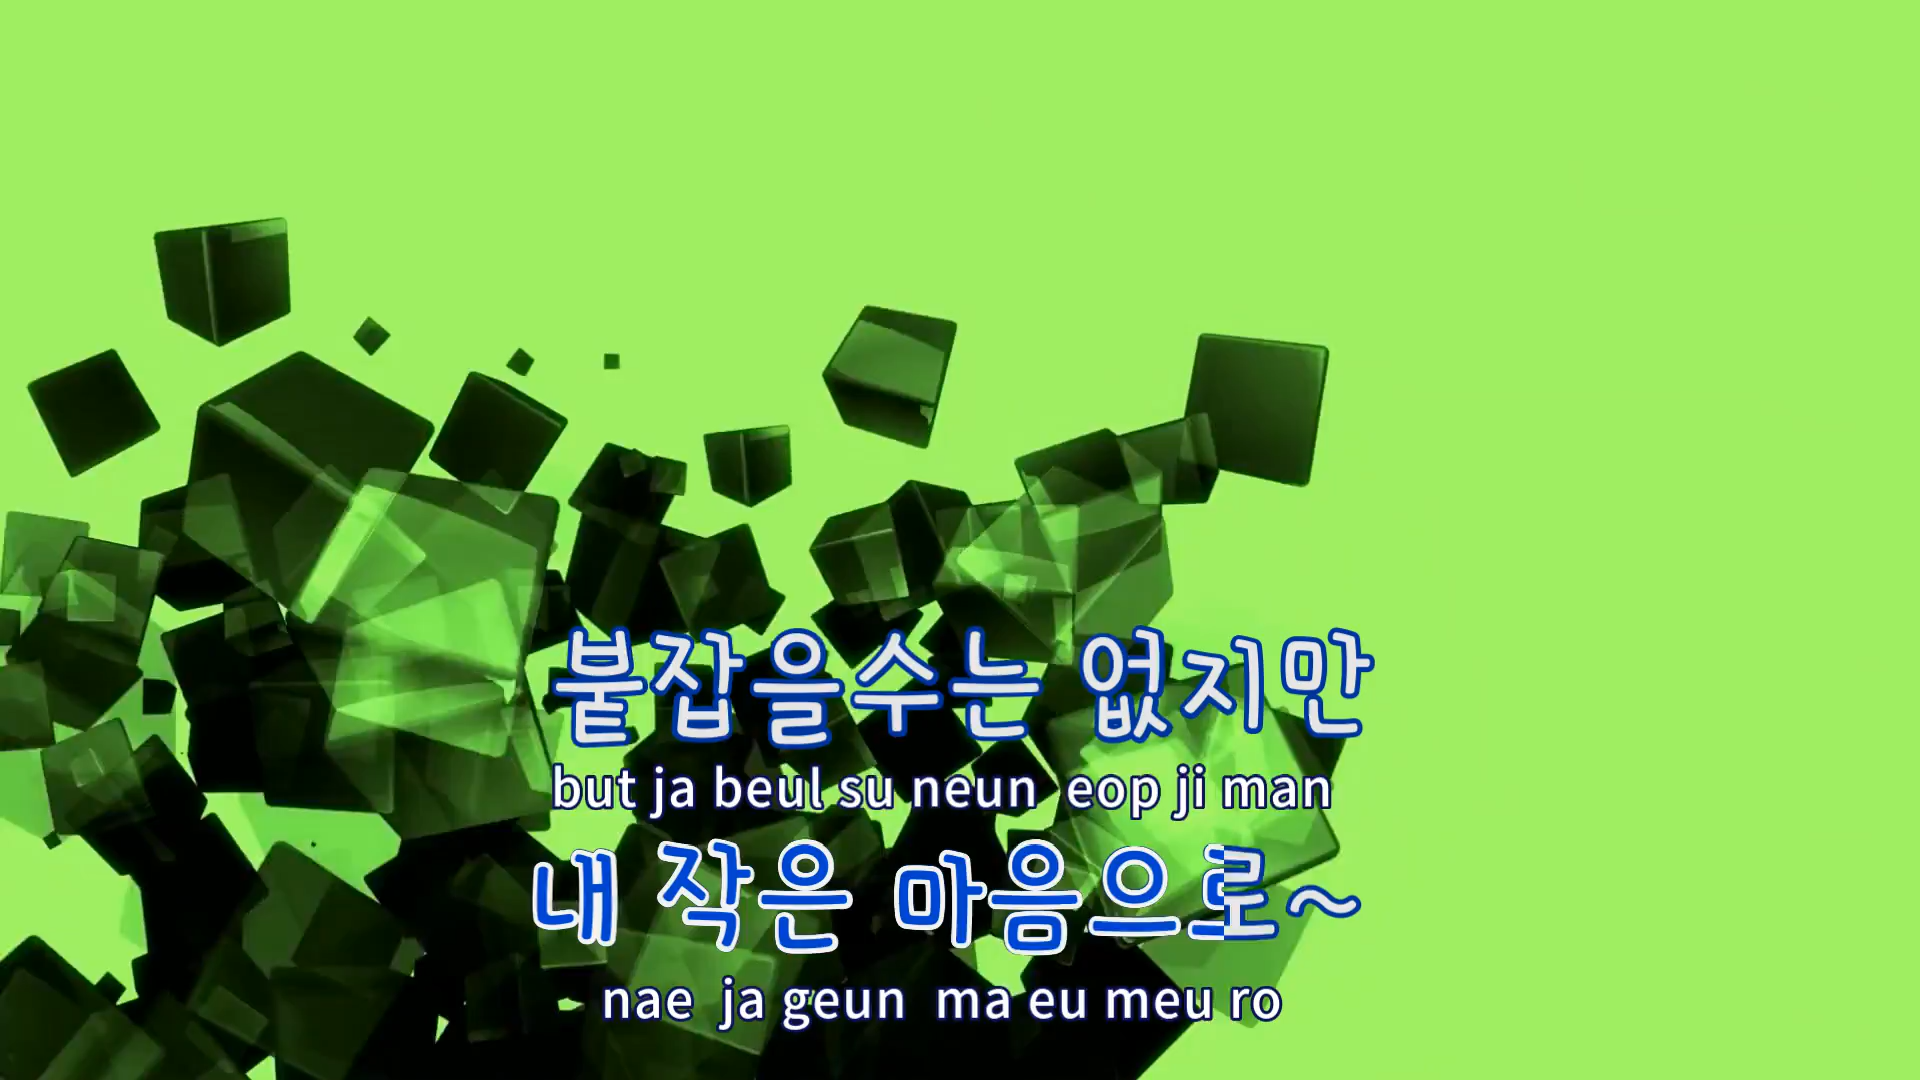 붙잡을수는 없지만
but ja beul su neun eop ji man
내 작은 마음으로~
nae ja geun ma eu meu ro